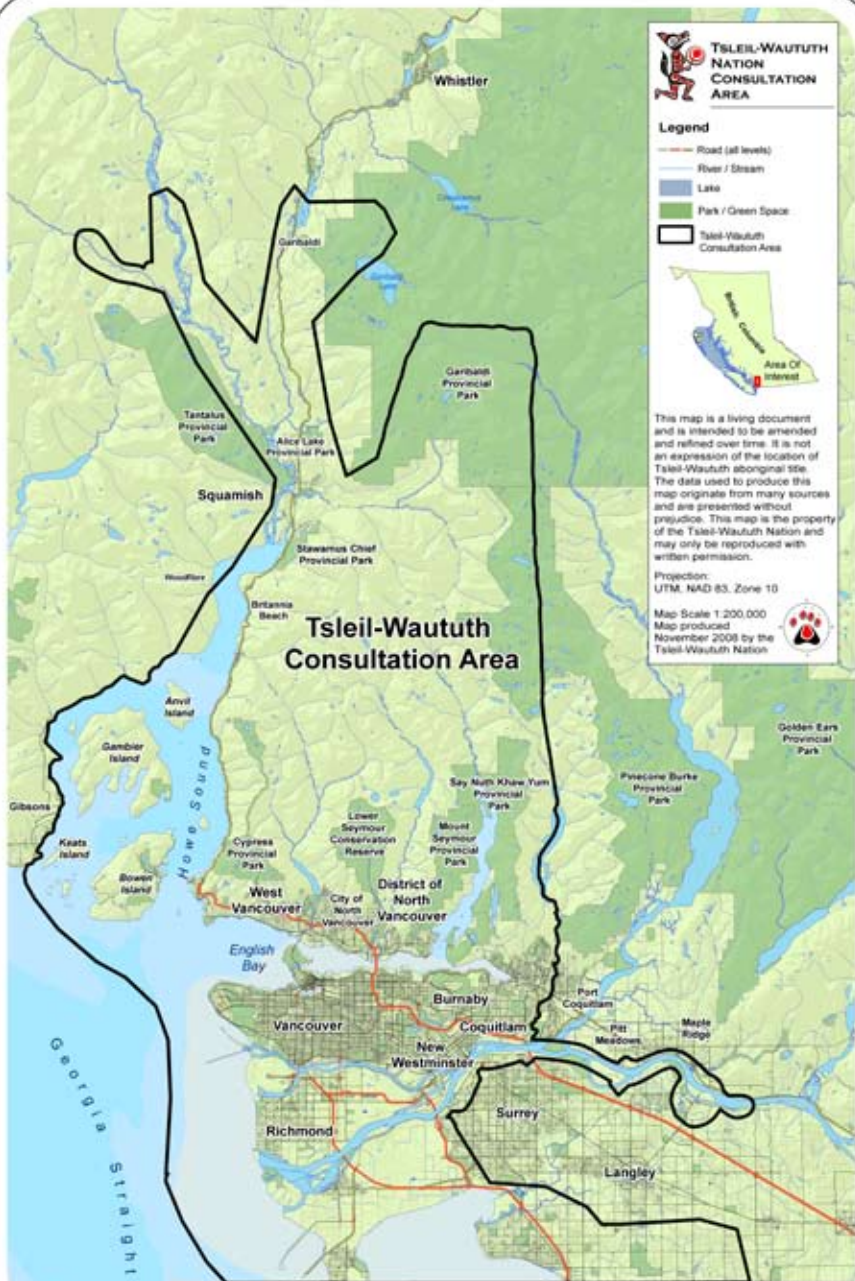 Whistler
TSLEIL-WAUTUTH
NATION
CONSULTATION
AREA
Legend
Road (all levels)
River / Stream
Lake
Park / Green Space
Tsleil-Waututh
Consultation Area
British Columbia
Area Of
Interest
This map is a living document
and is intended to be amended
and refined over time. It is not
an expression of the location of
Tsleil-Waututh aboriginal title.
The data used to produce this
map originate from many sources
and are presented without
prejudice. This map is the property
of the Tsleil-Waututh Nation and
may only be reproduced with
written permission.
Projection:
UTM, NAD 83, Zone 10
Map Scale 1:200,000
Map produced
November 2008 by the
Tsleil-Waututh Nation
Lake
Garibaldi
Garibaldi
Lake
Garibaldi
Provincial
Park
Tantalus
Provincial
Park
Alice Lake
Provincial Park
Squamish
Stawamus Chief
Provincial Park
Woodfibre
Britannia
Beach
Tsleil-Waututh
Consultation Area
Anvil
Island
Gambier
Island
Howe Sound
Golden Ears
Provincial
Park
Say Nuth Khaw Yum
Provincial
Park
Pinecone Burke
Provincial
Park
Gibsons
Keats
Island
Bowen
Island
Cypress
Provincial
Park
Lower
Seymour
Conservation
Reserve
Mount
Seymour
Provincial
Park
West
Vancouver
City of
North
Vancouver
District of
North
Vancouver
English
Bay
Vancouver
Burnaby
Coquitlam
Port
Coquitlam
Pitt
Meadows
Maple
Ridge
New
Westminster
Richmond
Surrey
Langley
Georgia Straight